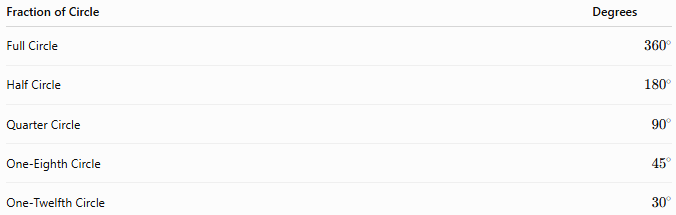 Fraction of Circle Degrees
Full Circle 360°
Half Circle 180°
Quarter Circle 90°
One-Eighth Circle 45°
One-Twelfth Circle 30°